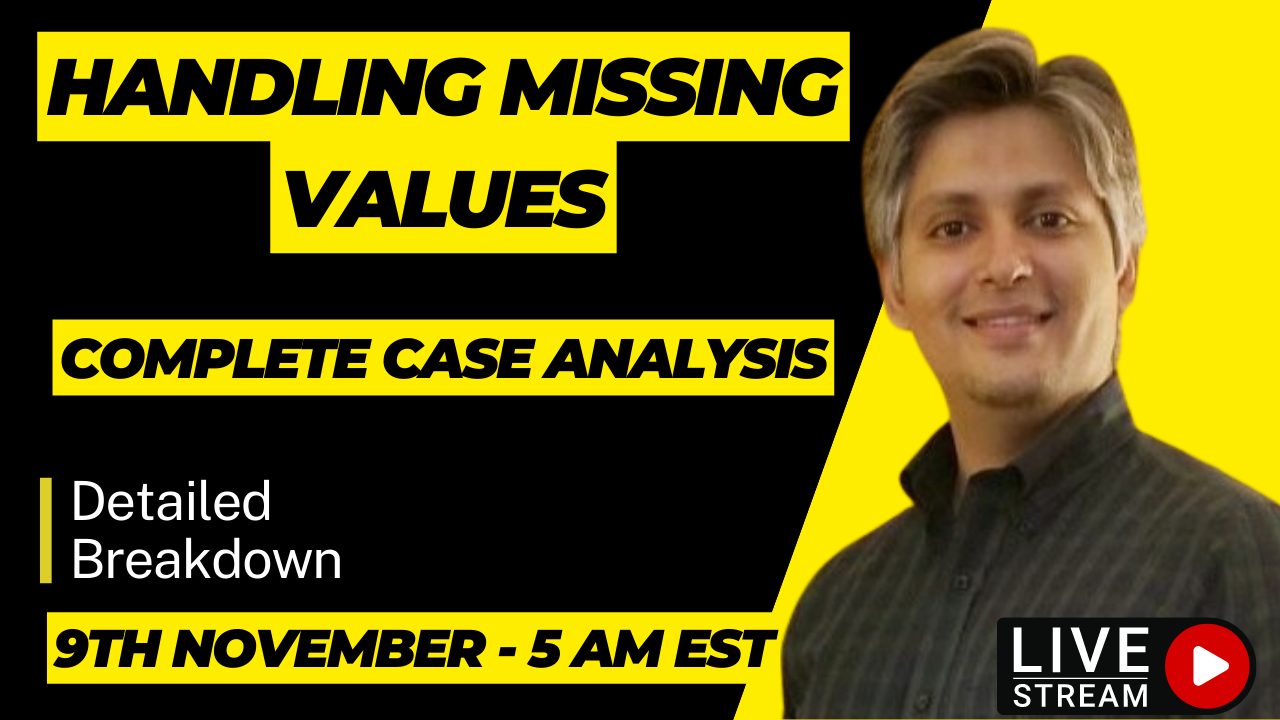 HANDLING MISSING
VALUES
COMPLETE CASE ANALYSIS
Detailed
Breakdown
9TH NOVEMBER - 5 AM EST
LIVE
STREAM